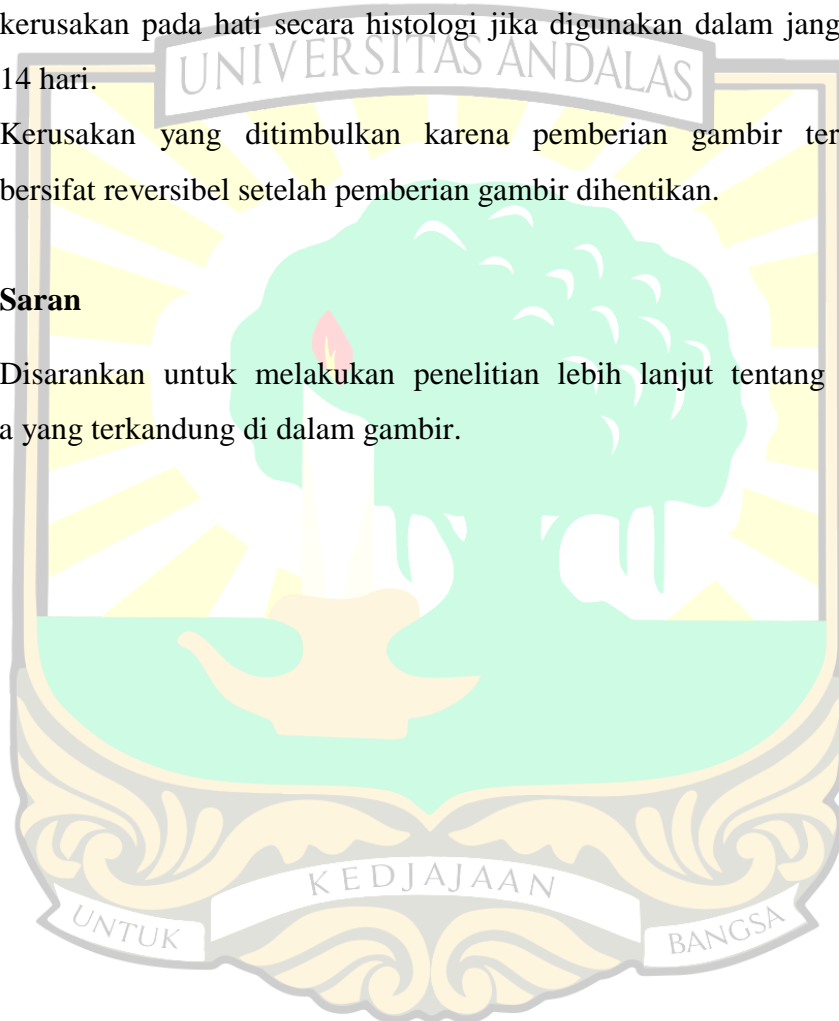 kerusakan pada hati secara histologi jika digunakan dalam jang
UNIVERSITAS ANDALAS
14 hari.
Kerusakan yang ditimbulkan karena pemberian gambir ter
bersifat reversibel setelah pemberian gambir dihentikan.
Saran
Disarankan untuk melakukan penelitian lebih lanjut tentang
a yang terkandung di dalam gambir.
KEDJAJAAN
UNTUK
BANGSA